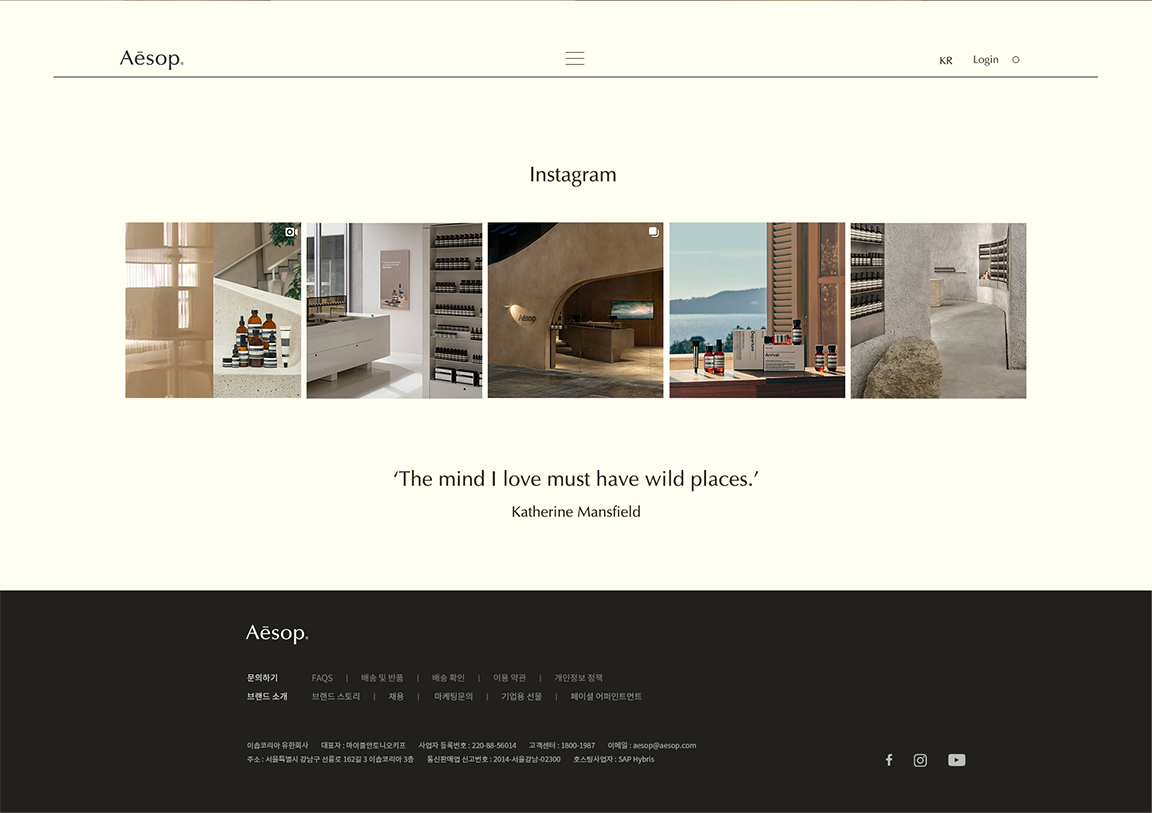 Aēsop.
KR Login
Instagram
Aēsop.
Departure
Arrival
‘The mind I love must have wild places.’
Katherine Mansfield
Aēsop.
문의하기 FAQS | 배송 및 반품 | 배송 확인 | 이용 약관 | 개인정보 정책
브랜드 소개 브랜드 스토리 | 채용 | 마케팅문의 | 기업용 선물 | 페이셜 어퍼인트먼트
이솝코리아 유한회사 대표자 : 마이클안토니오키프 사업자 등록번호 : 220-88-56014 고객센터 : 1800-1987 이메일 : aesop@aesop.com
주소 : 서울특별시 강남구 선릉로 162길 3 이솝코리아 3층 통신판매업 신고번호 : 2014-서울강남-02300 호스팅사업자 : SAP Hybris